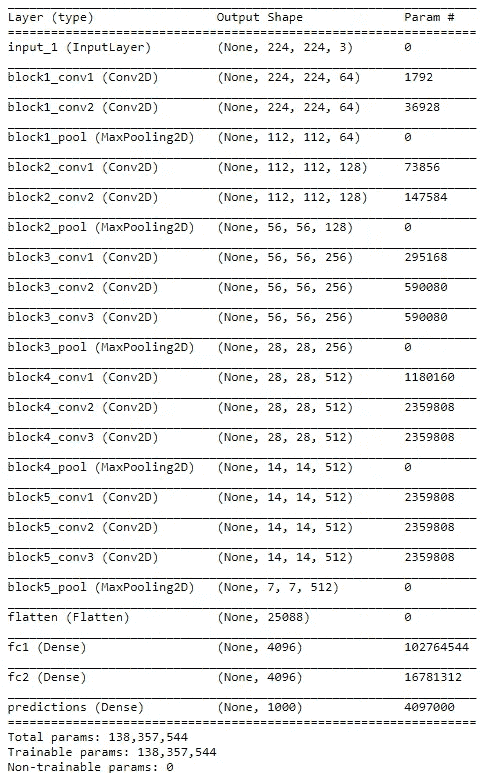 Layer (type) Output Shape Param #
input_1 (InputLayer) (None, 224, 224, 3) 0
block1_conv1 (Conv2D) (None, 224, 224, 64) 1792
block1_conv2 (Conv2D) (None, 224, 224, 64) 36928
block1_pool (MaxPooling2D) (None, 112, 112, 64) 0
block2_conv1 (Conv2D) (None, 112, 112, 128) 73856
block2_conv2 (Conv2D) (None, 112, 112, 128) 147584
block2_pool (MaxPooling2D) (None, 56, 56, 128) 0
block3_conv1 (Conv2D) (None, 56, 56, 256) 295168
block3_conv2 (Conv2D) (None, 56, 56, 256) 590080
block3_conv3 (Conv2D) (None, 56, 56, 256) 590080
block3_pool (MaxPooling2D) (None, 28, 28, 256) 0
block4_conv1 (Conv2D) (None, 28, 28, 512) 1180160
block4_conv2 (Conv2D) (None, 28, 28, 512) 2359808
block4_conv3 (Conv2D) (None, 28, 28, 512) 2359808
block4_pool (MaxPooling2D) (None, 14, 14, 512) 0
block5_conv1 (Conv2D) (None, 14, 14, 512) 2359808
block5_conv2 (Conv2D) (None, 14, 14, 512) 2359808
block5_conv3 (Conv2D) (None, 14, 14, 512) 2359808
block5_pool (MaxPooling2D) (None, 7, 7, 512) 0
flatten (Flatten) (None, 25088) 0
fc1 (Dense) (None, 4096) 102764544
fc2 (Dense) (None, 4096) 16781312
predictions (Dense) (None, 1000) 4097000
Total params: 138,357,544
Trainable params: 138,357,544
Non-trainable params: 0